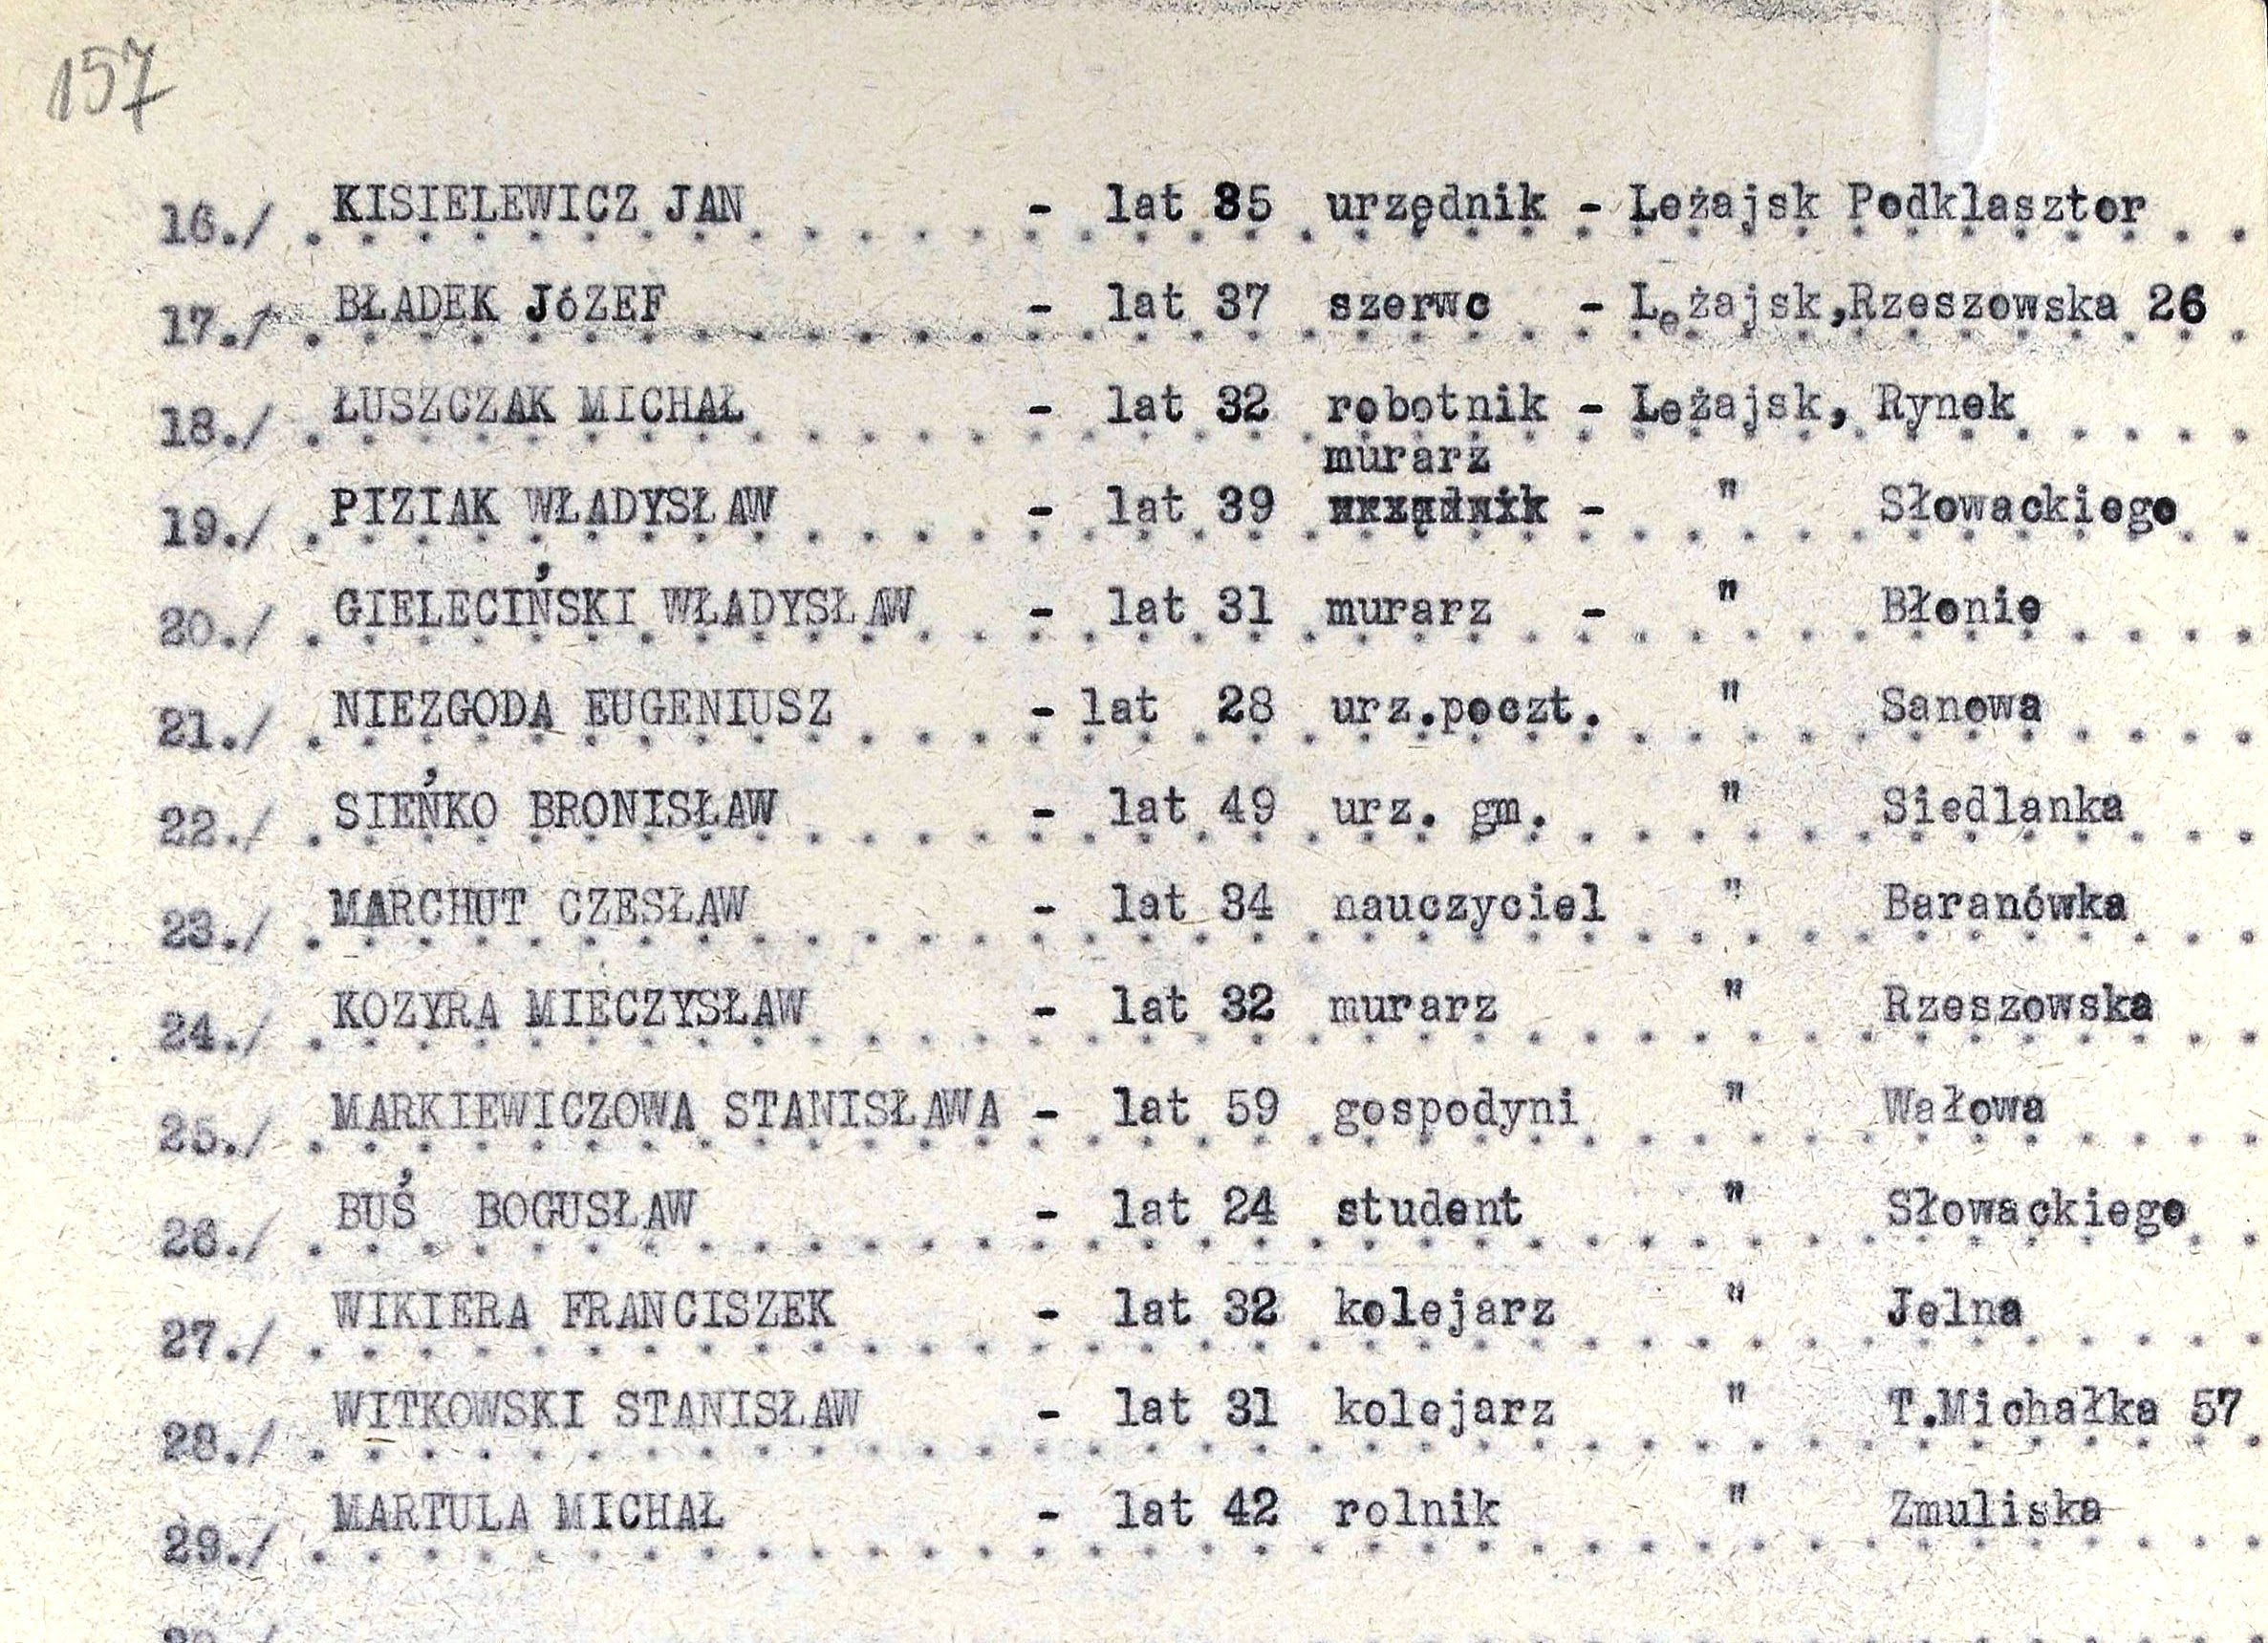 157
16./ KISIELEWICZ JAN - lat 35 urzędnik - Leżajsk Podklasztor
17./ BŁADEK JóZEF - lat 37 szerwc - Leżajsk,Rzeszowska 26
18./ ŁUSZCZAK MICHAŁ - lat 32 robotnik - Leżajsk, Rynek
murarz
19./ PIZIAK WŁADYSŁAW - lat 39 urzędnik - " Słowackiego
20./ GIELECIŃSKI WŁADYSŁAW - lat 31 murarz - " Błonie
21./ NIEZGODA EUGENIUSZ - lat 28 urz.poczt. " Sanowa
22./ SIEŃKO BRONISŁAW - lat 49 urz. gm. " Siedlanka
23./ MARCHUT CZESŁAW - lat 34 nauczyciel " Baranówka
24./ KOZYRA MIECZYSŁAW - lat 32 murarz " Rzeszowska
25./ MARKIEWICZOWA STANISŁAWA - lat 59 gospodyni " Wałowa
26./ BUŚ BOGUSŁAW - lat 24 student " Słowackiego
27./ WIKIERA FRANCISZEK - lat 32 kolejarz " Jelna
28./ WITKOWSKI STANISŁAW - lat 31 kolejarz " T.Michałka 57
29./ MARTULA MICHAŁ - lat 42 rolnik " Zmuliska